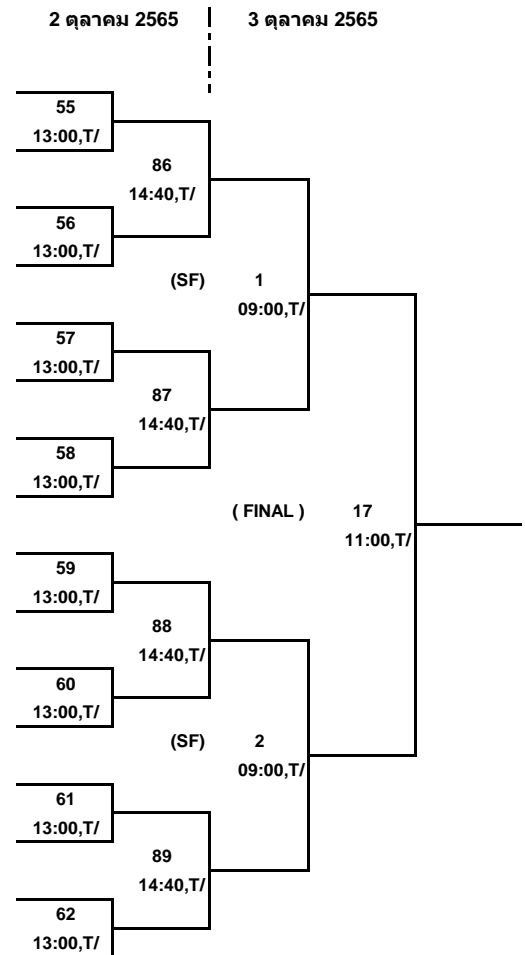 2 ตุลาคม 2565
3 ตุลาคม 2565
55
13:00,T/
86
14:40,T/
56
13:00,T/
(SF)
1
09:00,T/
57
13:00,T/
87
14:40,T/
58
13:00,T/
( FINAL )
17
11:00,T/
59
13:00,T/
88
14:40,T/
60
13:00,T/
(SF)
2
09:00,T/
61
13:00,T/
89
14:40,T/
62
13:00,T/